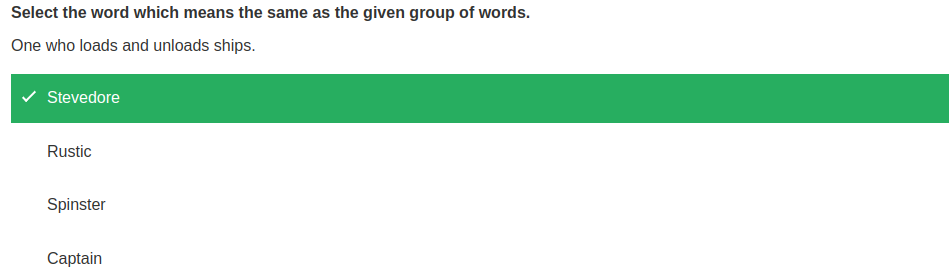 Select the word which means the same as the given group of words.
One who loads and unloads ships.
Stevedore
Rustic
Spinster
Captain